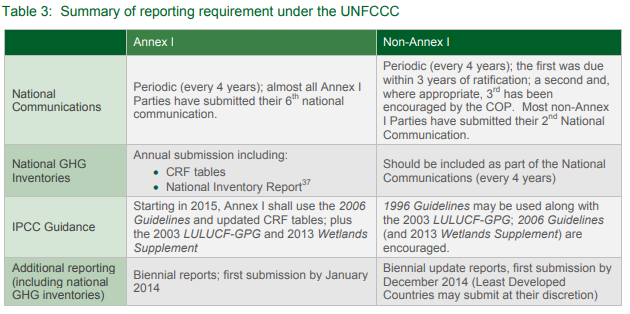 Table 3: Summary of reporting requirement under the UNFCCC
Annex I
Non-Annex I
National
Communications
Periodic (every 4 years); almost all Annex I
Parties have submitted their 6th national
communication.
Periodic (every 4 years); the first was due
within 3 years of ratification; a second and,
where appropriate, 3rd has been
encouraged by the COP. Most non-Annex
I Parties have submitted their 2nd National
Communication.
National GHG
Inventories
Annual submission including:
• CRF tables
• National Inventory Report37
Should be included as part of the National
Communications (every 4 years)
IPCC Guidance
Starting in 2015, Annex I shall use the 2006
Guidelines and updated CRF tables; plus
the 2003 LULUCF-GPG and 2013 Wetlands
Supplement
1996 Guidelines may be used along with
the 2003 LULUCF-GPG; 2006 Guidelines
(and 2013 Wetlands Supplement) are
encouraged.
Additional reporting
(including national
GHG inventories)
Biennial reports; first submission by January
2014
Biennial update reports, first submission by
December 2014 (Least Developed
Countries may submit at their discretion)